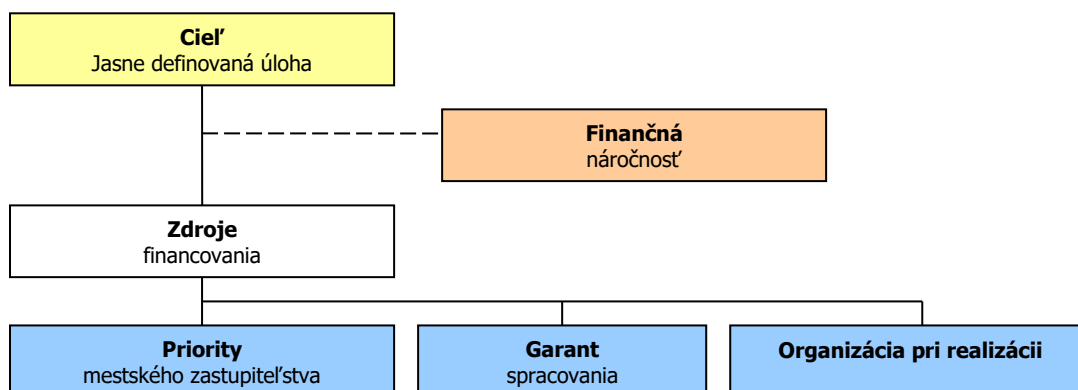 Cieľ
Jasne definovaná úloha
Finančná
náročnosť
Zdroje
financovania
Priority
mestského zastupiteľstva
Garant
spracovania
Organizácia pri realizácii